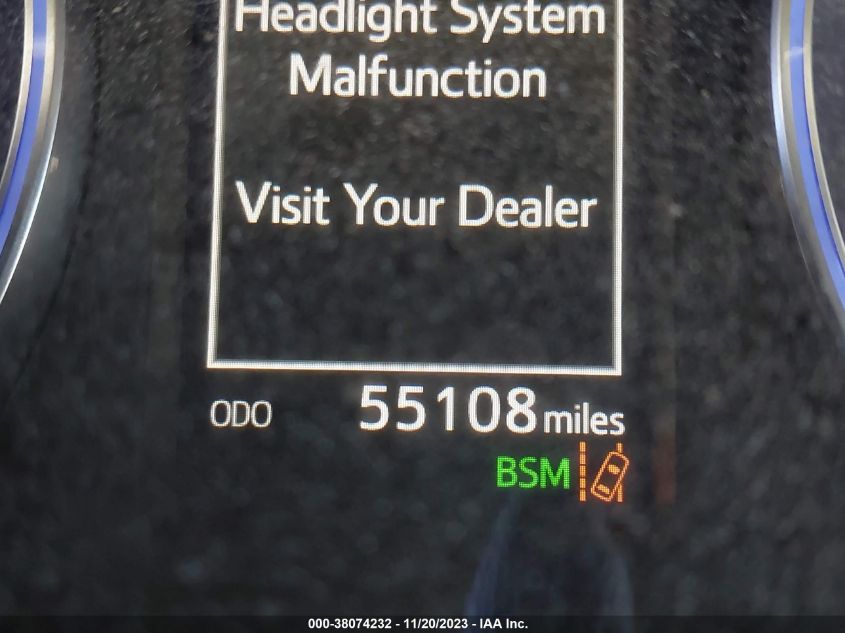 Headlight System
Malfunction
Visit Your Dealer
ODO 55108 miles
BSM
000-38074232 - 11/20/2023 - IAA Inc.